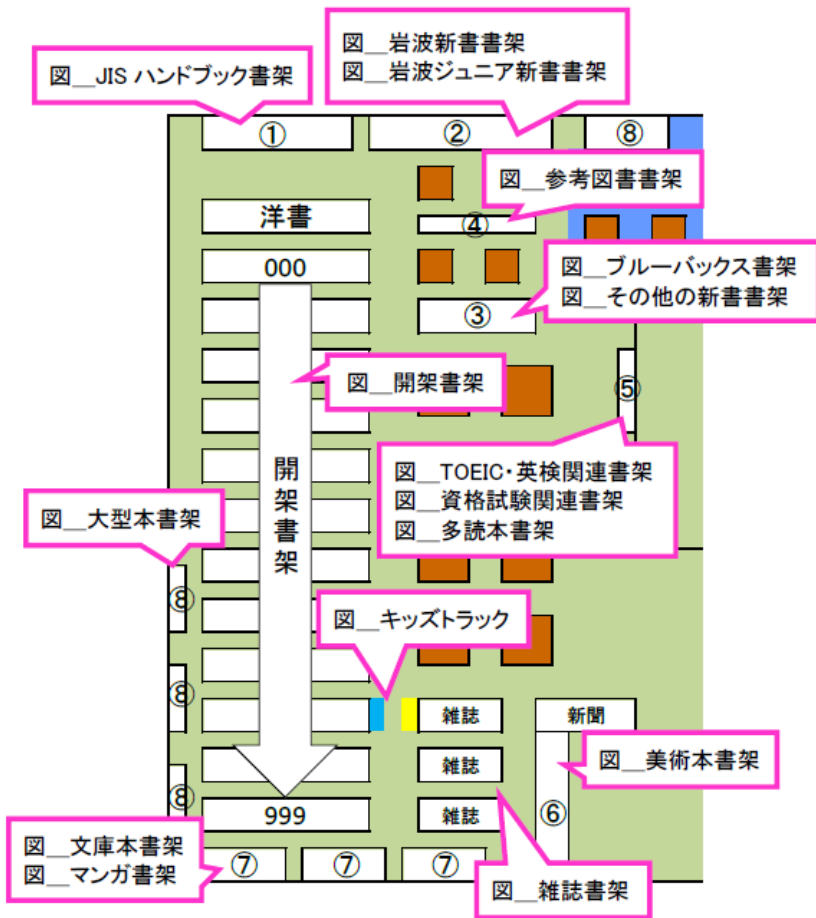 図__岩波新書書架
図__岩波ジュニア新書書架
図__JIS ハンドブック書架
①
②
⑧
図__参考図書書架
洋書
④
000
図__ブルーバックス書架
図__その他の新書書架
③
図__開架書架
⑤
開架書架
図__TOEIC・英検関連書架
図__資格試験関連書架
図__多読本書架
図__大型本書架
⑧
図__キッズトラック
⑧
雑誌
新聞
図__美術本書架
雑誌
⑧
999
雑誌
⑥
図__文庫本書架
図__マンガ書架
⑦
⑦
⑦
図__雑誌書架